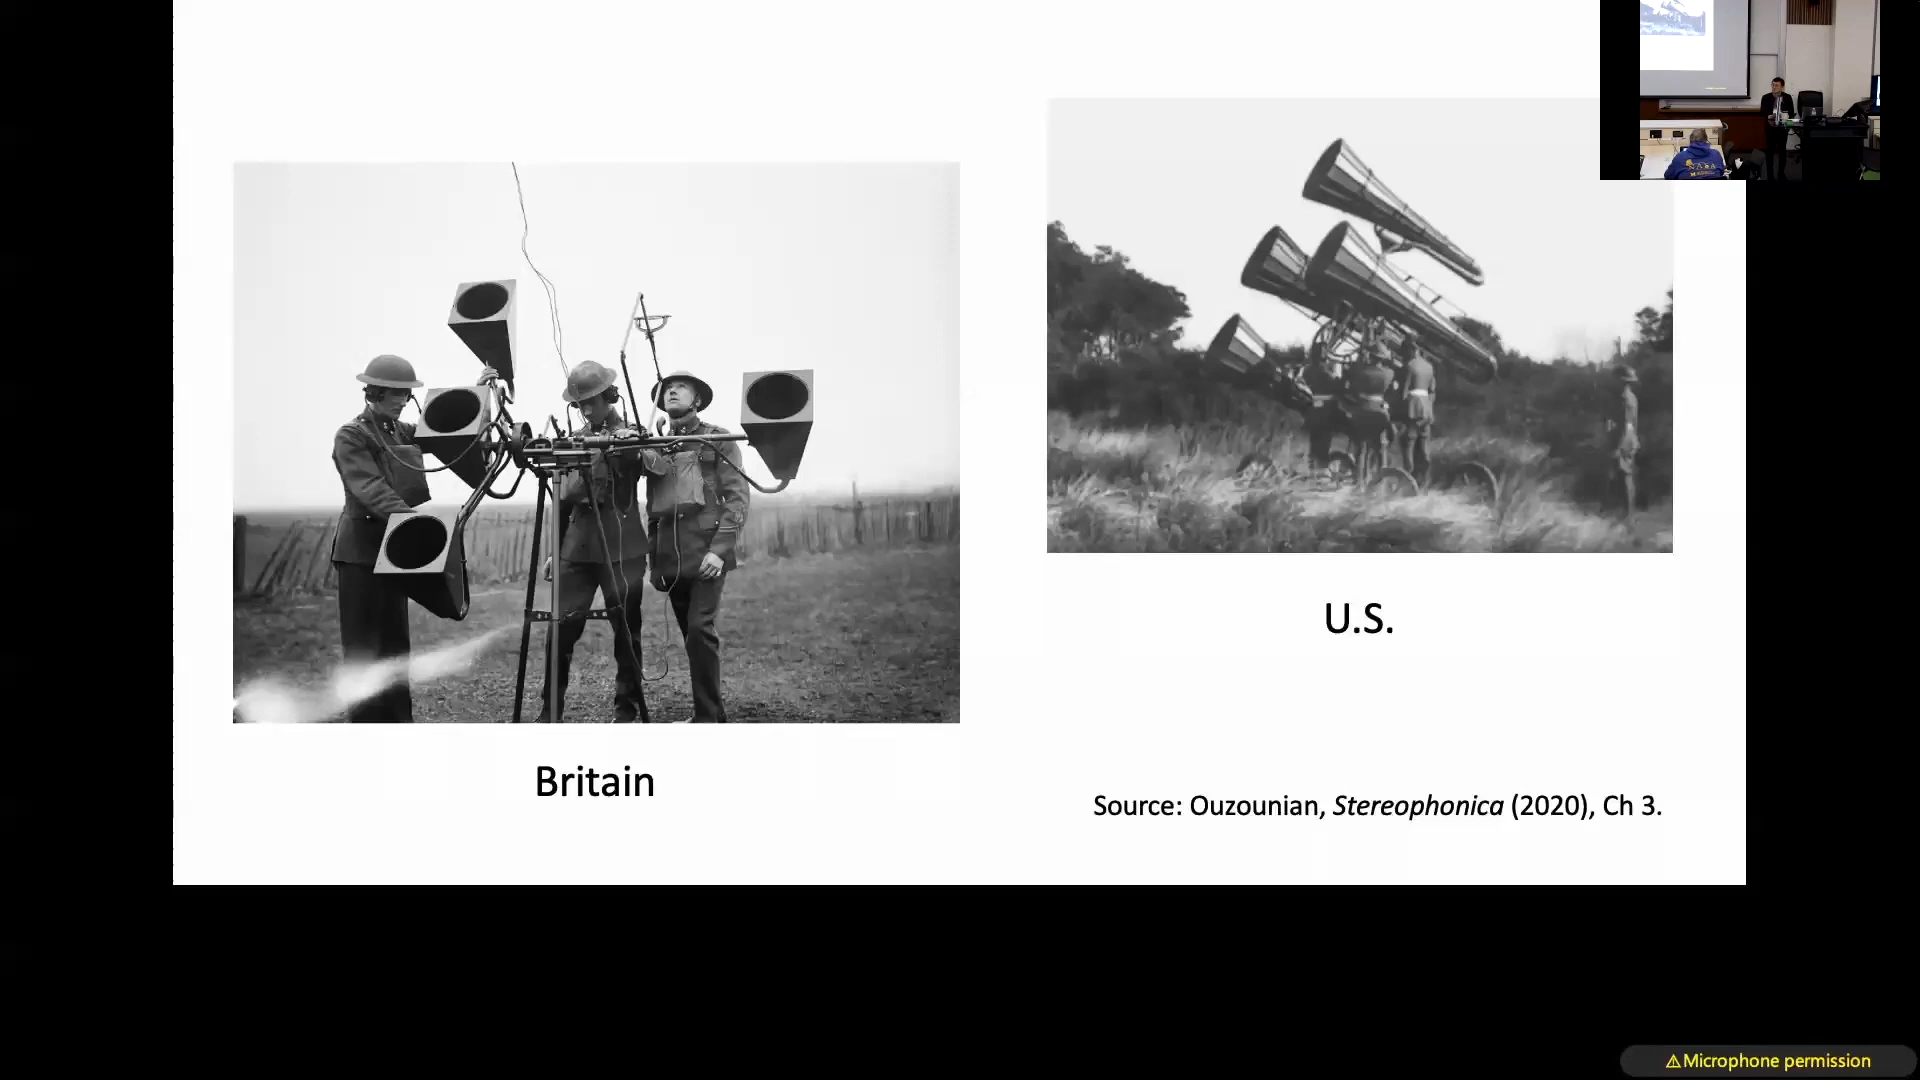 Britain
U.S.
Source: Ouzounian, Stereophonica (2020), Ch 3.
⚠Microphone permission